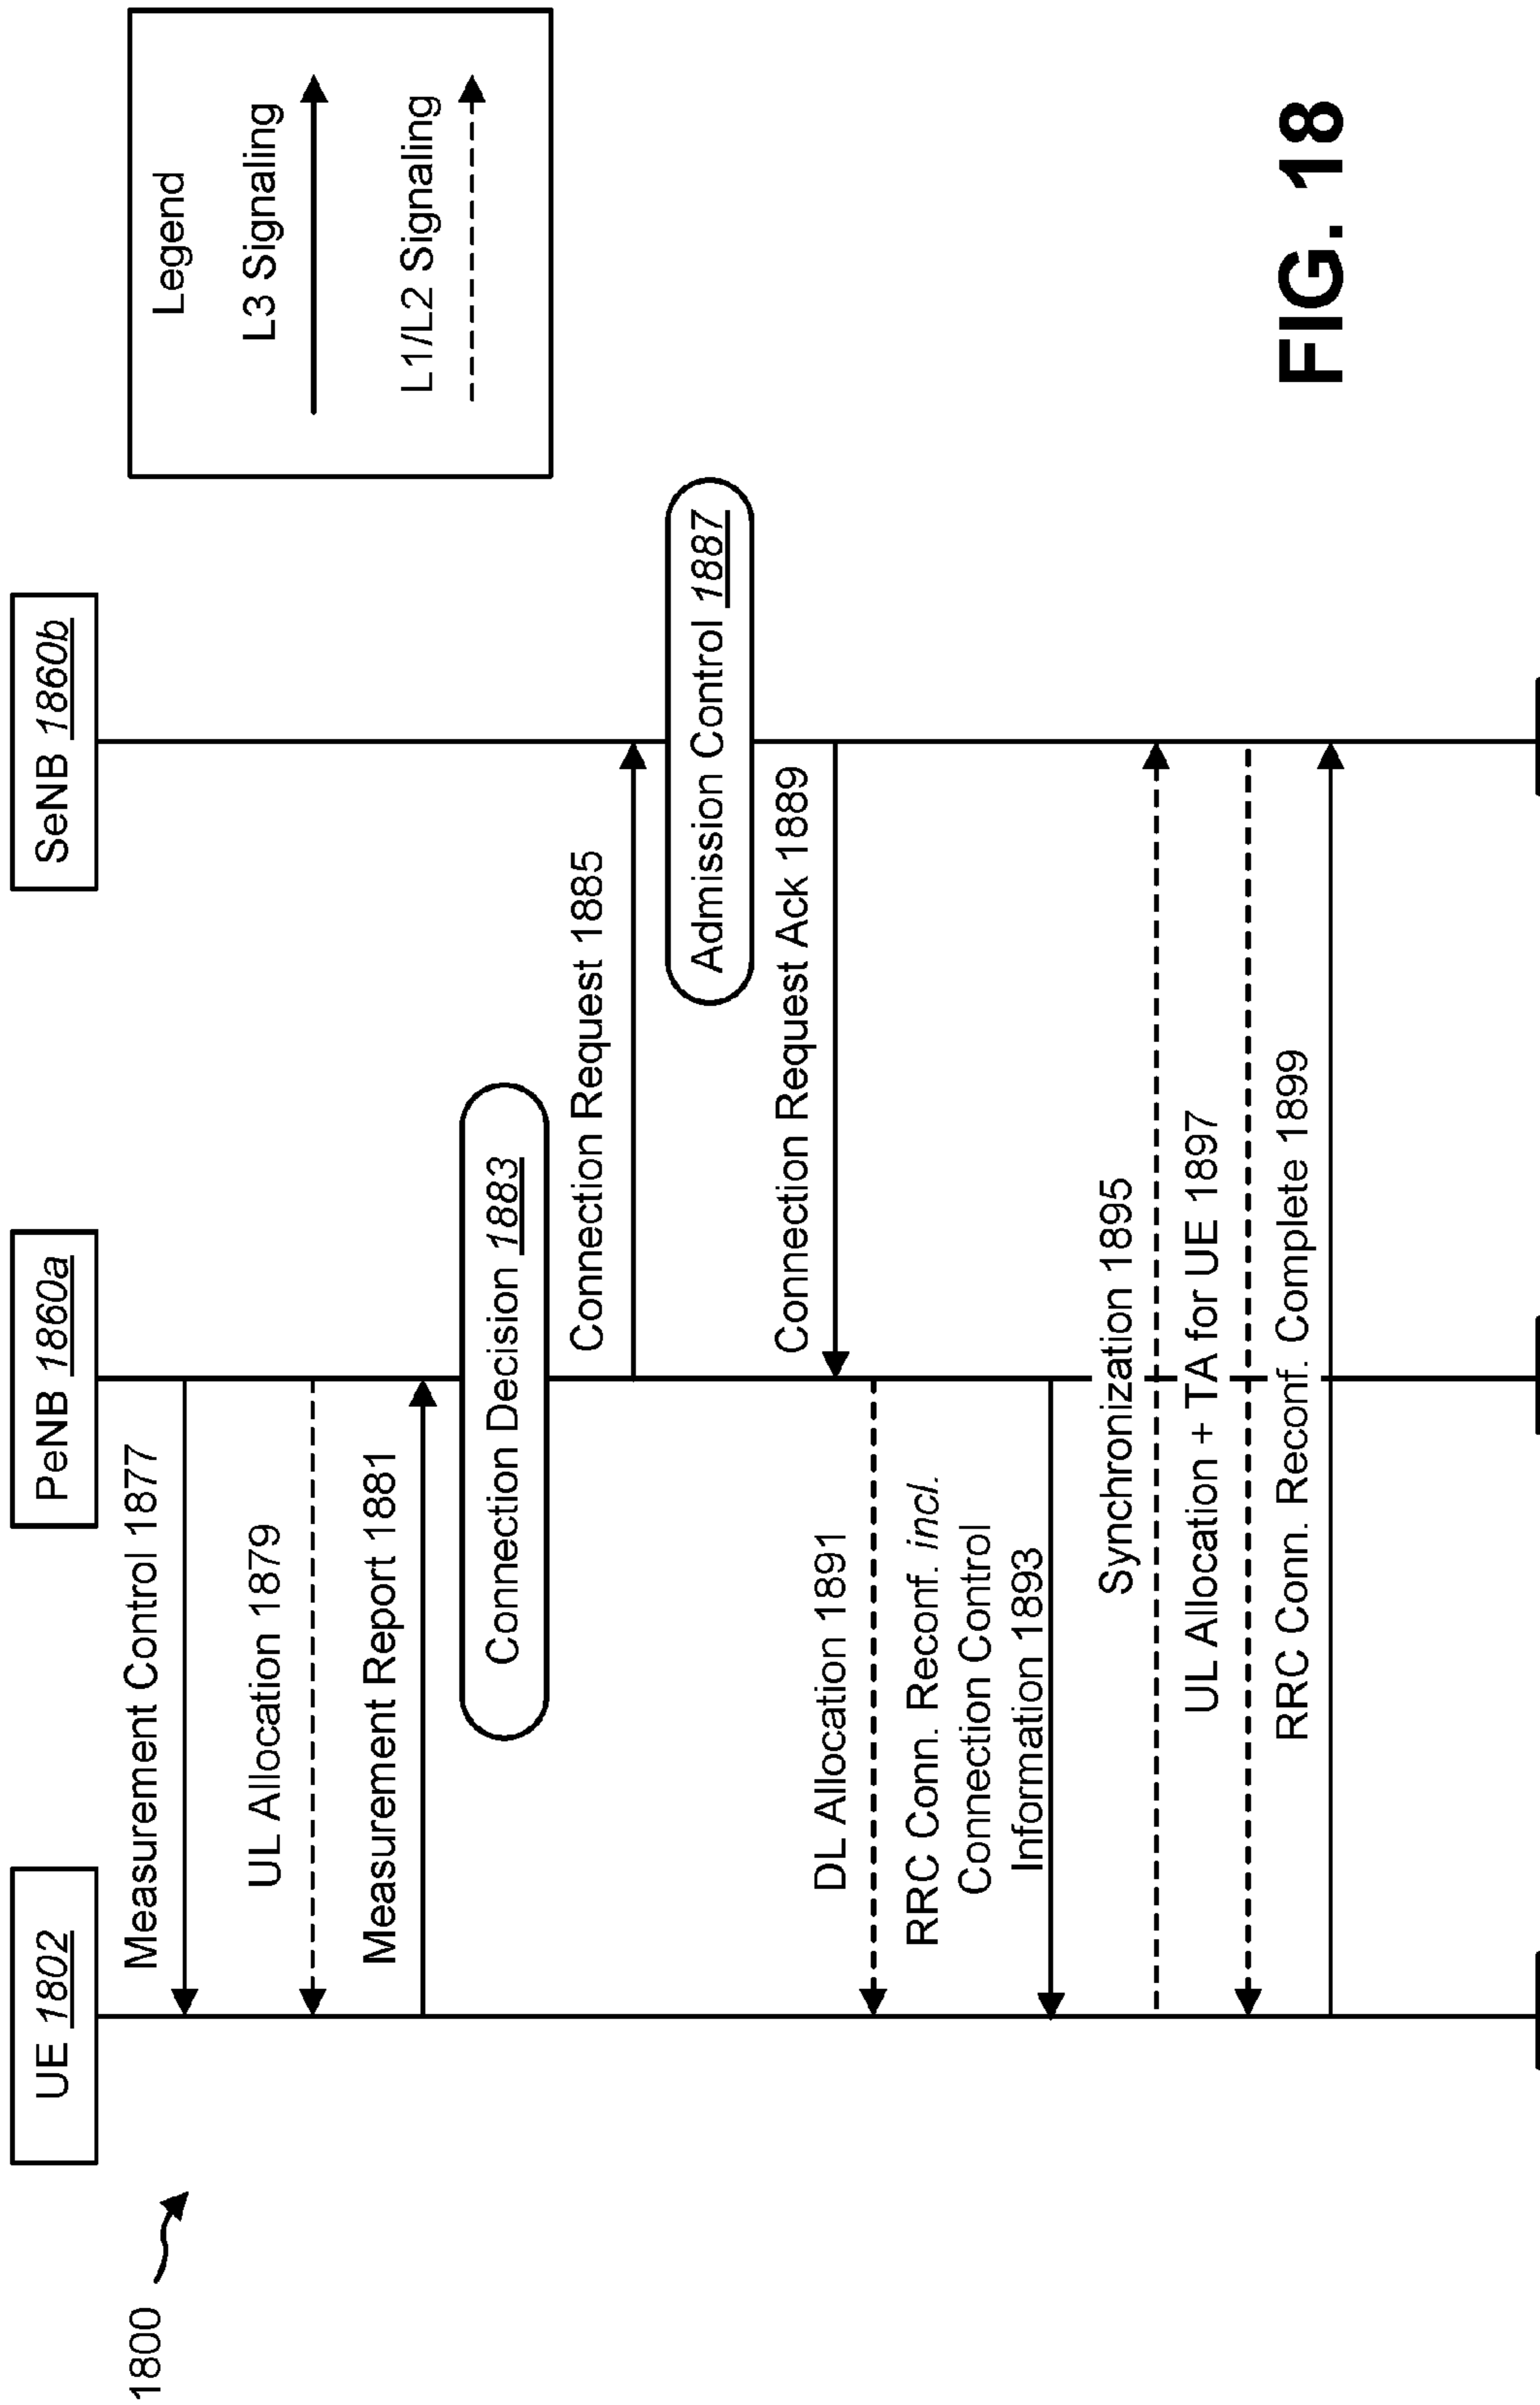 1800
UE 1802
PeNB 1860a
SeNB 1860b
Legend
L3 Signaling
L1/L2 Signaling
Measurement Control 1877
UL Allocation 1879
Measurement Report 1881
Connection Decision 1883
Connection Request 1885
Admission Control 1887
Connection Request Ack 1889
DL Allocation 1891
RRC Conn. Reconf. incl.
Connection Control
Information 1893
Synchronization 1895
UL Allocation + TA for UE 1897
RRC Conn. Reconf. Complete 1899
FIG. 18